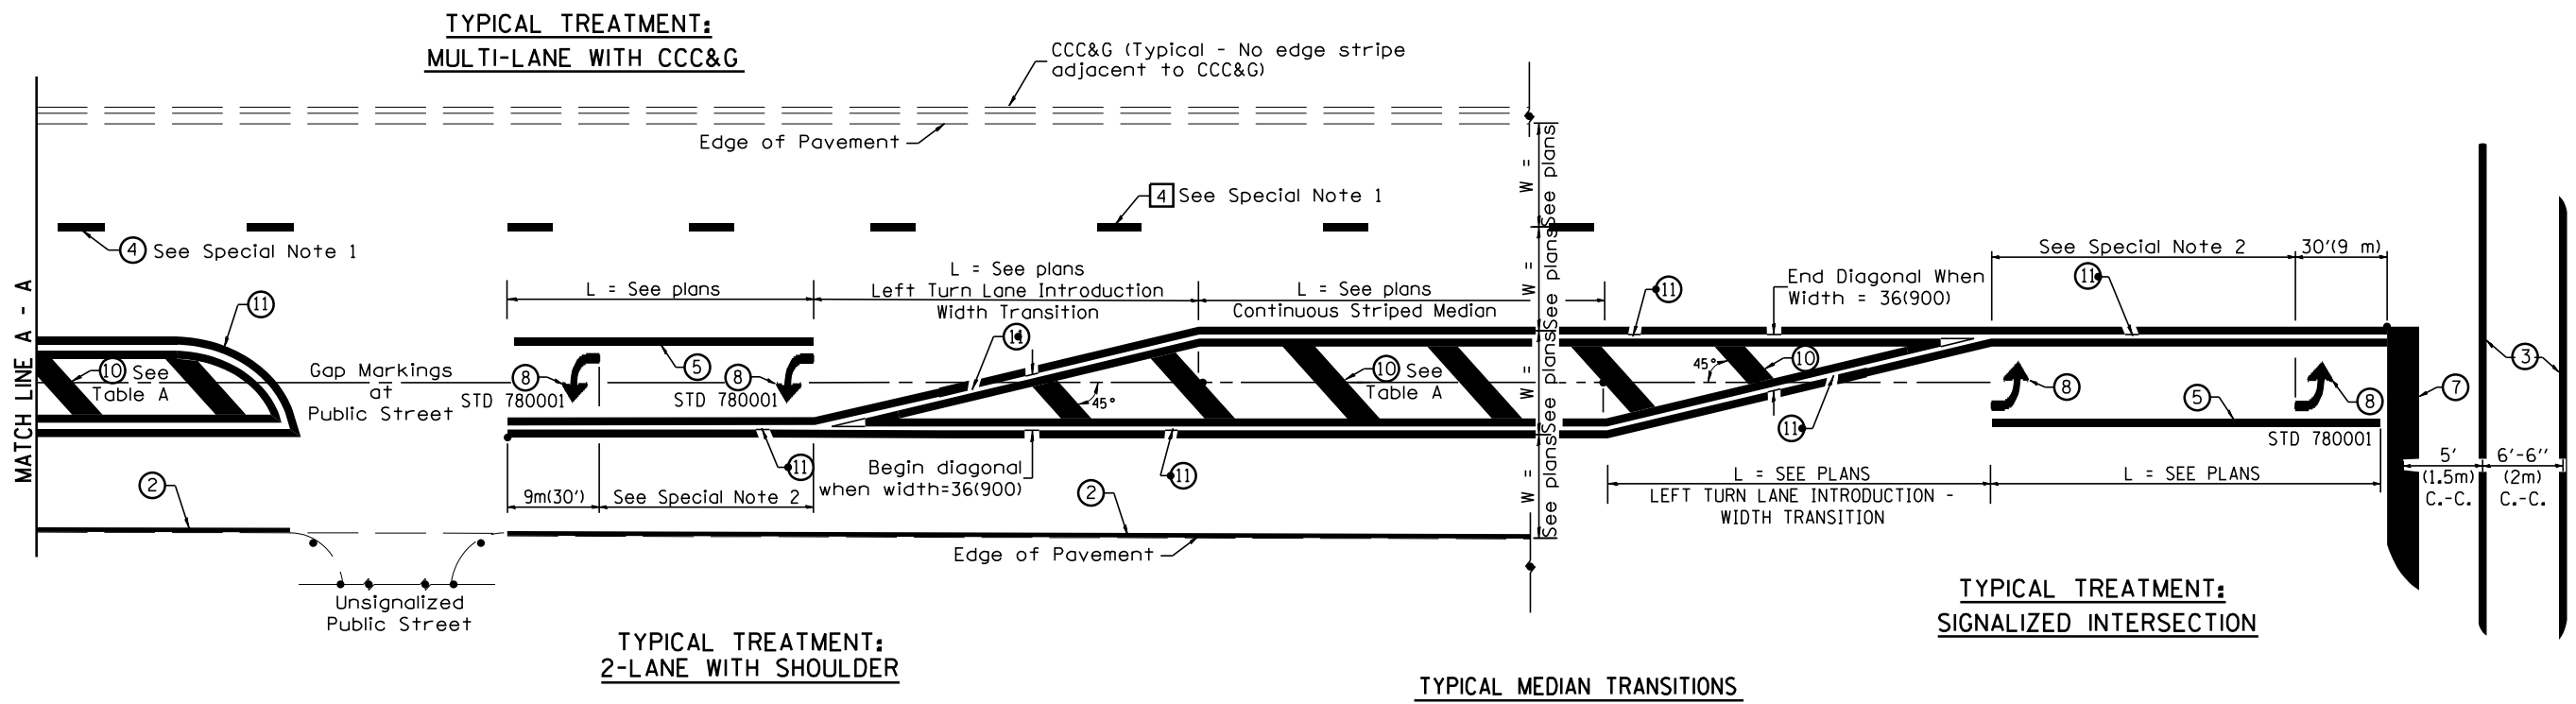 TYPICAL TREATMENT:
MULTI-LANE WITH CCC&G
CCC&G (Typical - No edge stripe
adjacent to CCC&G)
Edge of Pavement
4 See Special Note 1
4 See Special Note 1
MATCH LINE A - A
11
10 See
Table A
Gap Markings
at
Public Street
2
Unsignalized
Public Street
L = See plans
5
8
STD 780001
8
STD 780001
9m(30')
See Special Note 2
11
L = See plans
Left Turn Lane Introduction
Width Transition
11
45°
Begin diagonal
when width=36(900)
11
2
Edge of Pavement
L = See plans
Continuous Striped Median
10 See
Table A
W =
See plans
W =
See plans
W =
See plans
W =
See plans
11
End Diagonal When
Width = 36(900)
45°
10
11
See Special Note 2
30'(9 m)
11
8
8
5
STD 780001
7
3
5'
(1.5m)
C.-C.
6'-6''
(2m)
C.-C.
L = SEE PLANS
LEFT TURN LANE INTRODUCTION -
WIDTH TRANSITION
L = SEE PLANS
TYPICAL TREATMENT:
SIGNALIZED INTERSECTION
TYPICAL TREATMENT:
2-LANE WITH SHOULDER
TYPICAL MEDIAN TRANSITIONS